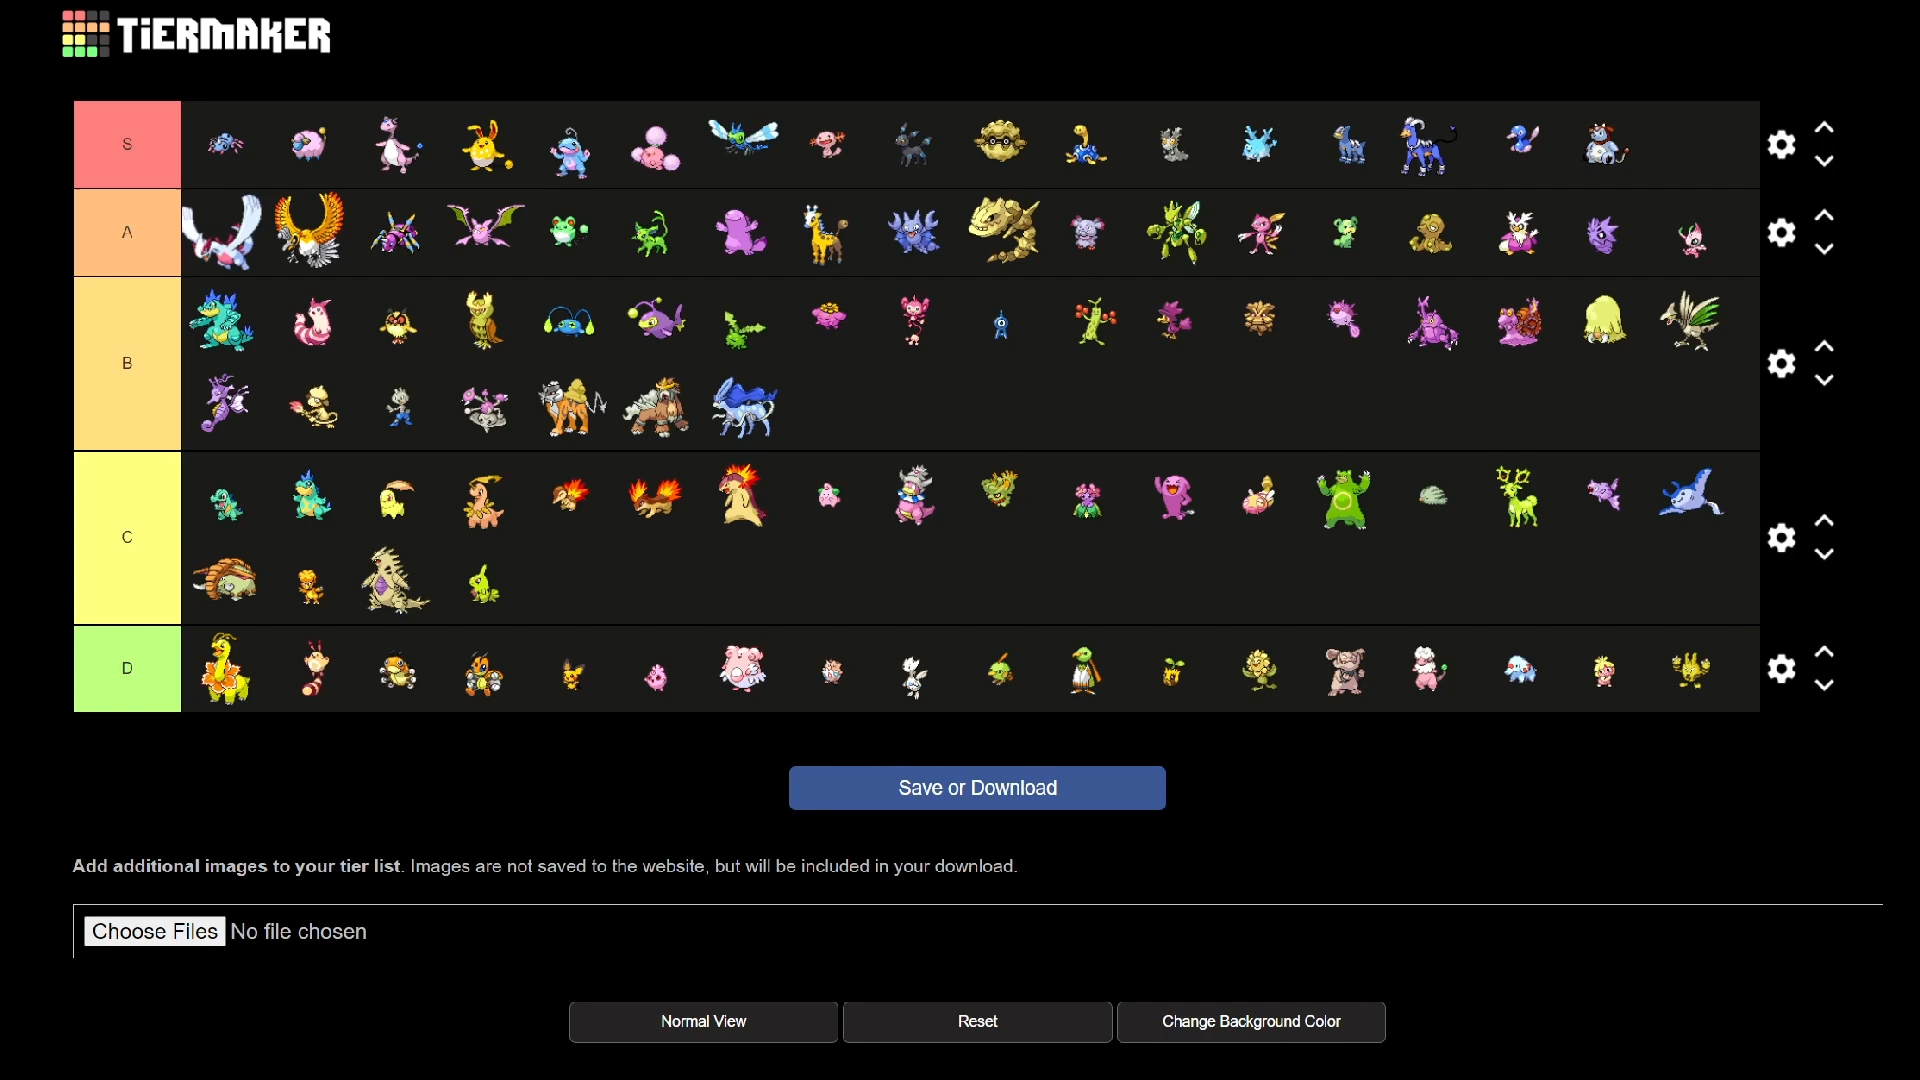 TiERMAKER
S
A
B
C
D
Save or Download
Add additional images to your tier list. Images are not saved to the website, but will be included in your download.
Choose Files No file chosen
Normal View
Reset
Change Background Color